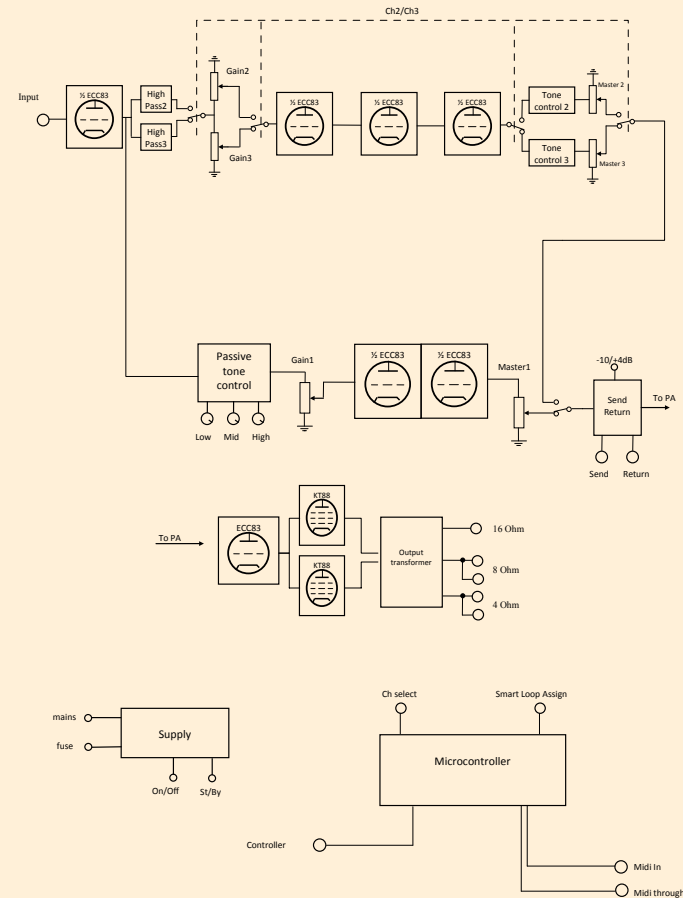 Ch2/Ch3
Input
½ ECC83
High
Pass2
High
Pass3
Gain2
Gain3
½ ECC83
½ ECC83
½ ECC83
Tone
control 2
Tone
control 3
Master 2
Master 3
Passive
tone
control
Low
Mid
High
Gain1
½ ECC83
½ ECC83
Master1
-10/+4dB
Send
Return
To PA
Send
Return
To PA
ECC83
KT88
KT88
Output
transformer
16 Ohm
8 Ohm
4 Ohm
mains
fuse
Supply
On/Off
St/By
Ch select
Smart Loop Assign
Microcontroller
Controller
Midi In
Midi through